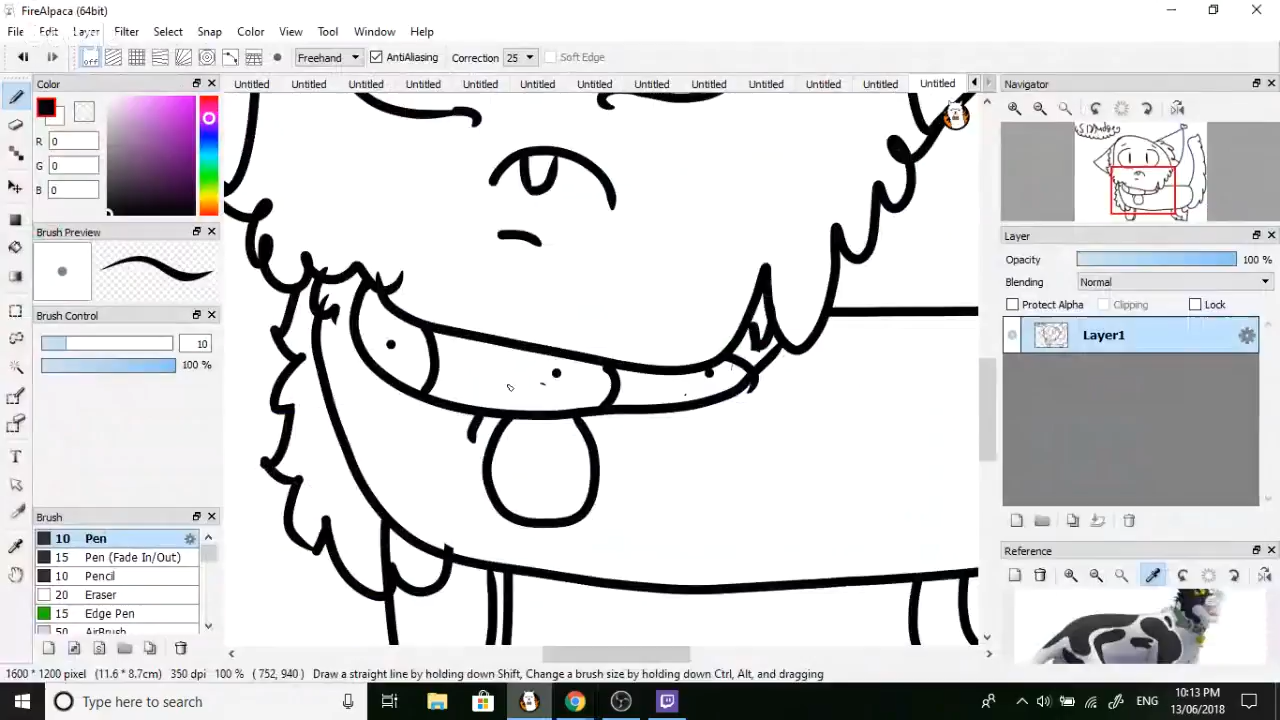 FireAlpaca (64bit)
File Edit Layer Filter Select Snap Color View Tool Window Help
Freehand AntiAliasing Correction 25 Soft Edge
Color Untitled Untitled Untitled Untitled Untitled Untitled Untitled Untitled Untitled Untitled Untitled Untitled Untitled Navigator
R 0
G 0
B 0
Brush Preview
Layer
Opacity 100 %
Blending Normal
Protect Alpha Clipping Lock
Brush Control
Layer1
10
100 %
Brush
10 Pen
15 Pen (Fade In/Out)
10 Pencil
20 Eraser
15 Edge Pen
50 AirBrush
Reference
1600 * 1200 pixel (11.6 * 8.7cm) 350 dpi 100 % ( 752, 940 ) Draw a straight line by holding down Shift, Change a brush size by holding down Ctrl, Alt, and dragging
Type here to search
ENG
10:13 PM
13/06/2018